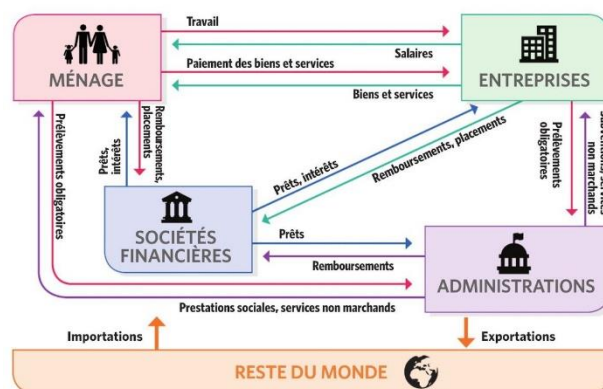 Travail
Salaires
MÉNAGE
Paiement des biens et services
ENTREPRISES
Biens et services
Prélèvements obligatoires
Prêts,
intérêts
Remboursements,
placements
Prêts, intérêts
Remboursements, placements
Prélèvements
obligatoires
non marchands
SOCIÉTÉS
FINANCIÈRES
Prêts
Remboursements
ADMINISTRATIONS
Prestations sociales, services non marchands
Importations
Exportations
RESTE DU MONDE